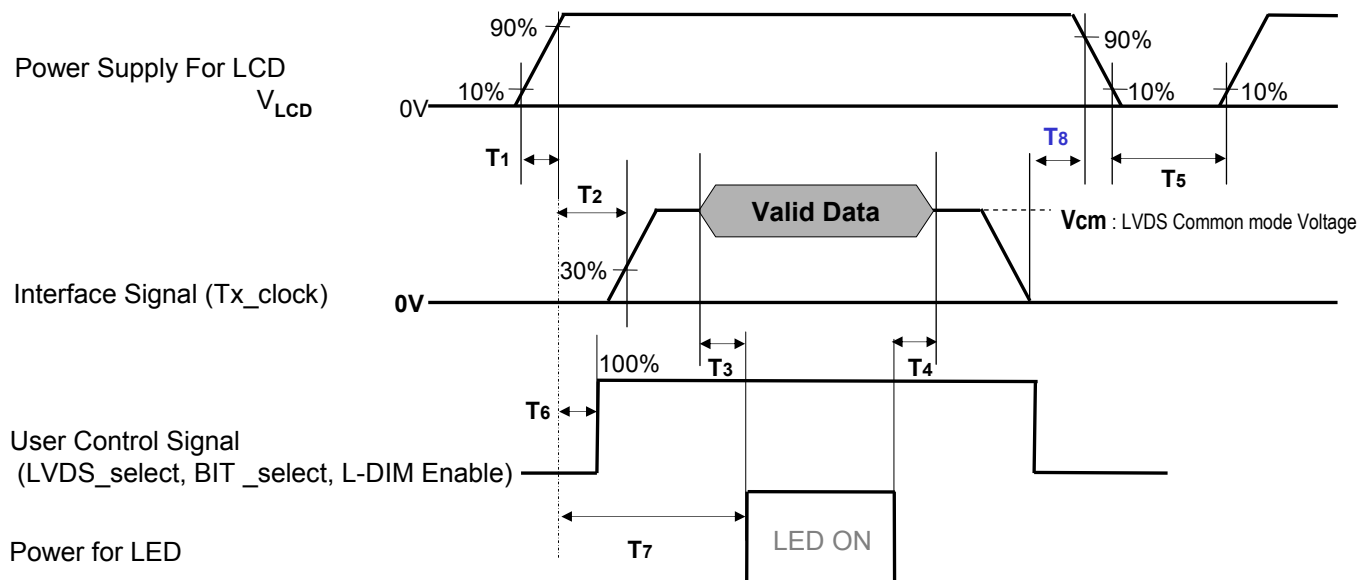 90%
90%
Power Supply For LCD
VLCD
10%
10%
10%
0V
T1
T8
T5
T2
Valid Data
Vcm : LVDS Common mode Voltage
30%
Interface Signal (Tx_clock)
0V
T3
T4
100%
T6
User Control Signal
(LVDS_select, BIT _select, L-DIM Enable)
T7
LED ON
Power for LED